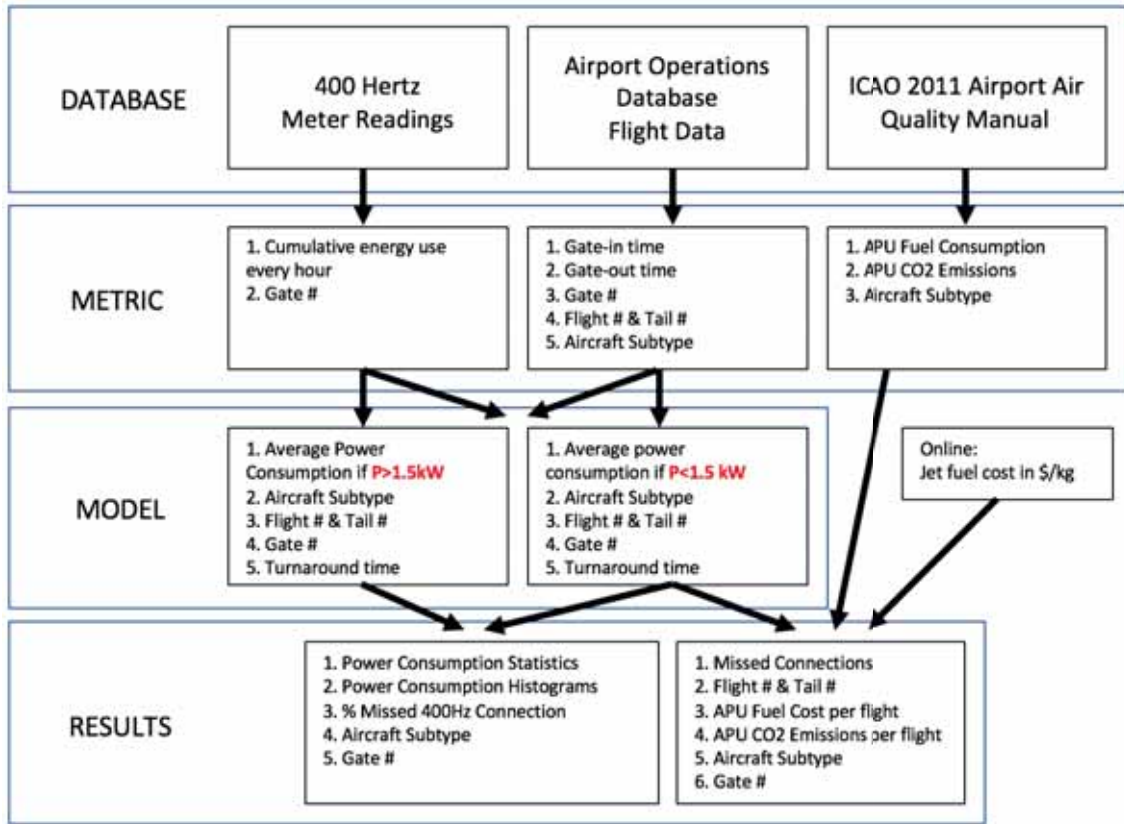 DATABASE
400 Hertz
Meter Readings
Airport Operations
Database
Flight Data
ICAO 2011 Airport Air
Quality Manual
METRIC
1. Cumulative energy use
every hour
2. Gate #
1. Gate-in time
2. Gate-out time
3. Gate #
4. Flight # & Tail #
5. Aircraft Subtype
1. APU Fuel Consumption
2. APU CO2 Emissions
3. Aircraft Subtype
MODEL
1. Average Power
Consumption if P>1.5kW
2. Aircraft Subtype
3. Flight # & Tail #
4. Gate #
5. Turnaround time
1. Average power
consumption if P<1.5 kW
2. Aircraft Subtype
3. Flight # & Tail #
4. Gate #
5. Turnaround time
Online:
Jet fuel cost in $/kg
RESULTS
1. Power Consumption Statistics
2. Power Consumption Histograms
3. % Missed 400Hz Connection
4. Aircraft Subtype
5. Gate #
1. Missed Connections
2. Flight # & Tail #
3. APU Fuel Cost per flight
4. APU CO2 Emissions per flight
5. Aircraft Subtype
6. Gate #